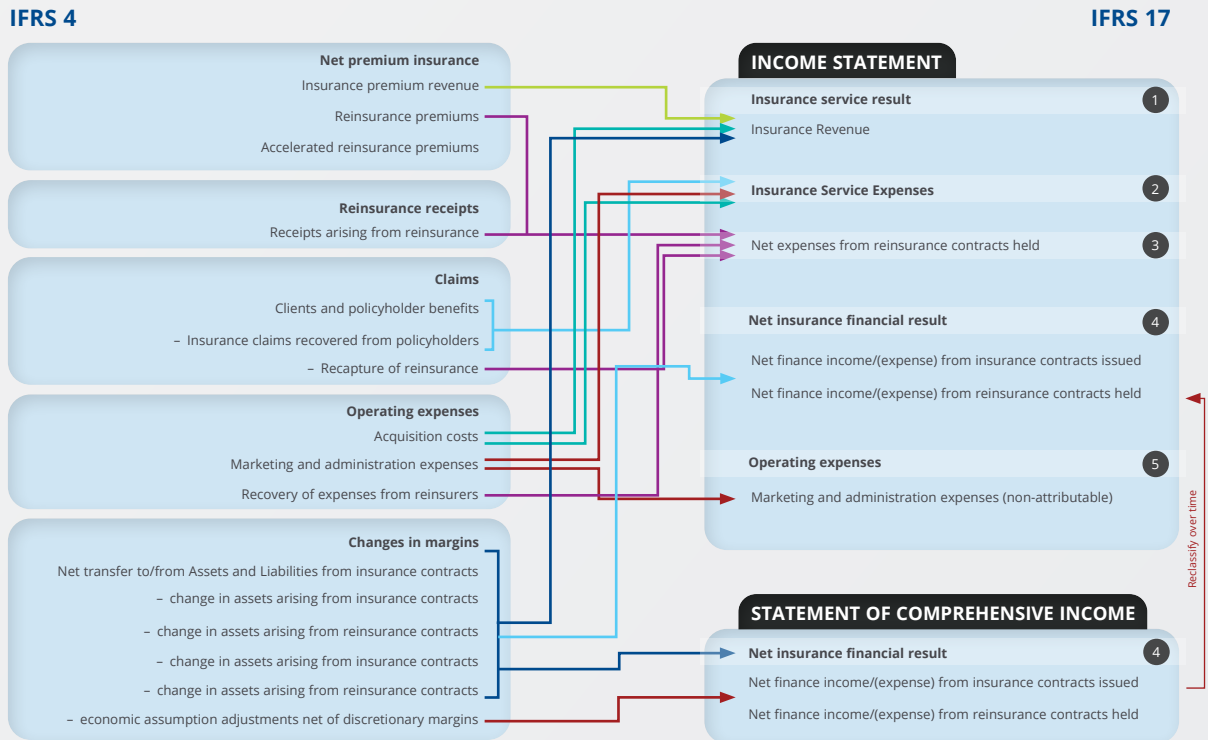 IFRS 4
IFRS 17
Net premium insurance
Insurance premium revenue
Reinsurance premiums
Accelerated reinsurance premiums
Reinsurance receipts
Receipts arising from reinsurance
Claims
Clients and policyholder benefits
– Insurance claims recovered from policyholders
– Recapture of reinsurance
Operating expenses
Acquisition costs
Marketing and administration expenses
Recovery of expenses from reinsurers
Changes in margins
Net transfer to/from Assets and Liabilities from insurance contracts
– change in assets arising from insurance contracts
– change in assets arising from reinsurance contracts
– change in assets arising from insurance contracts
– change in assets arising from reinsurance contracts
– economic assumption adjustments net of discretionary margins
INCOME STATEMENT
Insurance service result 1
Insurance Revenue
Insurance Service Expenses 2
Net expenses from reinsurance contracts held 3
Net insurance financial result 4
Net finance income/(expense) from insurance contracts issued
Net finance income/(expense) from reinsurance contracts held
Operating expenses 5
Marketing and administration expenses (non-attributable)
Reclassify over time
STATEMENT OF COMPREHENSIVE INCOME
Net insurance financial result 4
Net finance income/(expense) from insurance contracts issued
Net finance income/(expense) from reinsurance contracts held